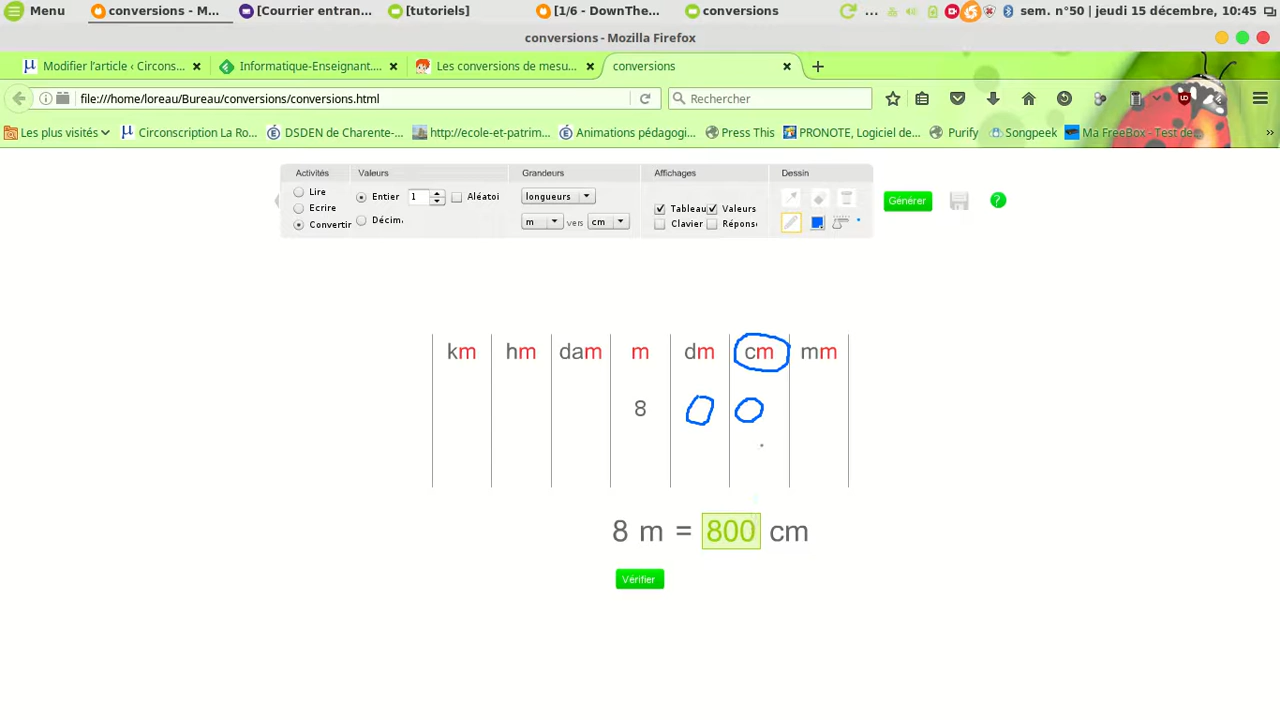 Menu conversions - M... [Courrier entran... [tutoriels] [1/6 - DownThe... conversions ... sem. n°50 | jeudi 15 décembre, 10:45
conversions - Mozilla Firefox
Modifier l'article ‹ Circons... Informatique-Enseignant.... Les conversions de mesu... conversions
file:///home/loreau/Bureau/conversions/conversions.html Rechercher
Les plus visités Circonscription La Ro... DSDEN de Charente-... http://ecole-et-patrim... Animations pédagogi... Press This PRONOTE, Logiciel de... Purify Songpeek Ma FreeBox - Test de... »
Activités Valeurs Grandeurs Affichages Dessin
Lire Entier 1 Aléatoi longueurs Tableau Valeurs Générer ?
Ecrire Décim. m vers cm Clavier Répons
Convertir
km hm dam m dm cm mm
8 0 0
8 m = 800 cm
Vérifier